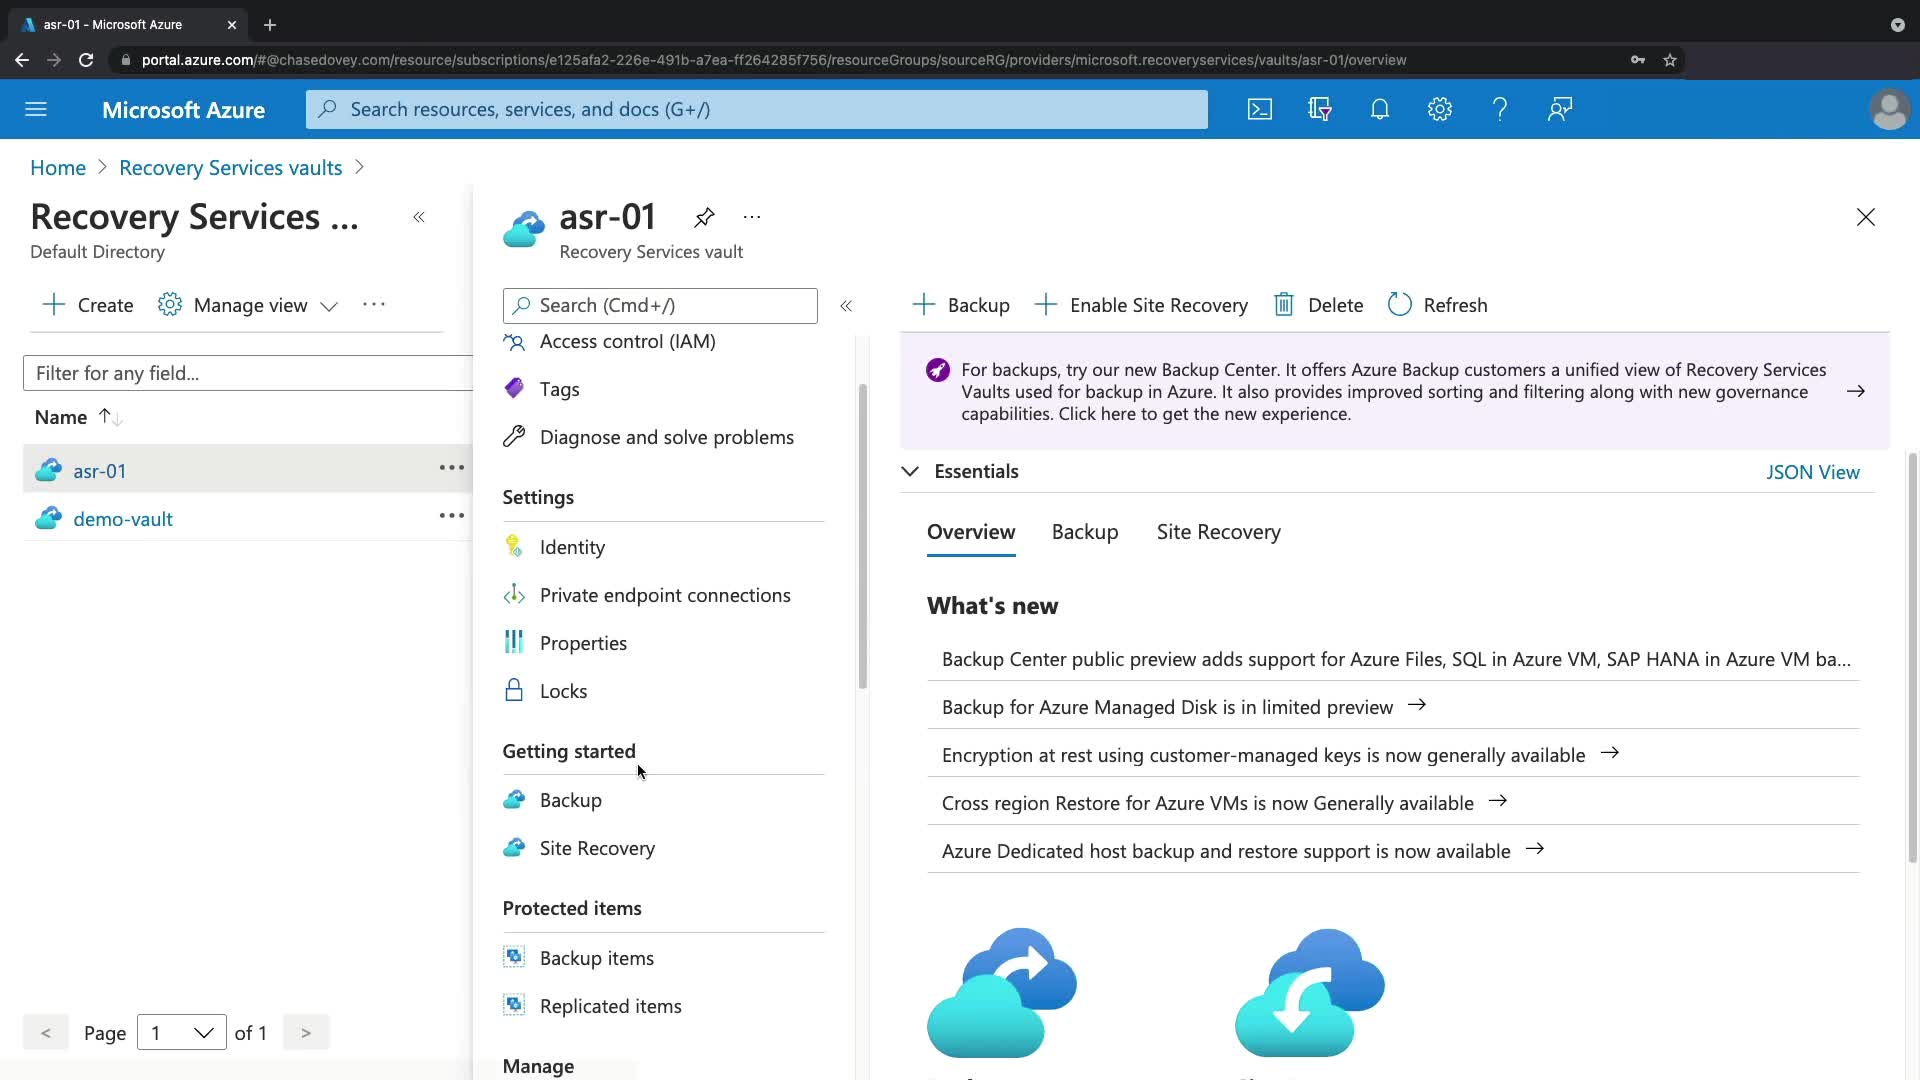 asr-01 - Microsoft Azure
portal.azure.com/#@chasedovey.com/resource/subscriptions/e125afa2-226e-491b-a7ea-ff264285f756/resourceGroups/sourceRG/providers/microsoft.recoveryservices/vaults/asr-01/overview
Microsoft Azure
Search resources, services, and docs (G+/)
Home > Recovery Services vaults >
Recovery Services ...
Default Directory
Create
Manage view
Filter for any field...
Name
asr-01
demo-vault
< Page 1 of 1 >
asr-01
Recovery Services vault
Search (Cmd+/)
Access control (IAM)
Tags
Diagnose and solve problems
Settings
Identity
Private endpoint connections
Properties
Locks
Getting started
Backup
Site Recovery
Protected items
Backup items
Replicated items
Manage
Backup
Enable Site Recovery
Delete
Refresh
For backups, try our new Backup Center. It offers Azure Backup customers a unified view of Recovery Services
Vaults used for backup in Azure. It also provides improved sorting and filtering along with new governance
capabilities. Click here to get the new experience.
Essentials
JSON View
Overview
Backup
Site Recovery
What's new
Backup Center public preview adds support for Azure Files, SQL in Azure VM, SAP HANA in Azure VM ba...
Backup for Azure Managed Disk is in limited preview
Encryption at rest using customer-managed keys is now generally available
Cross region Restore for Azure VMs is now Generally available
Azure Dedicated host backup and restore support is now available